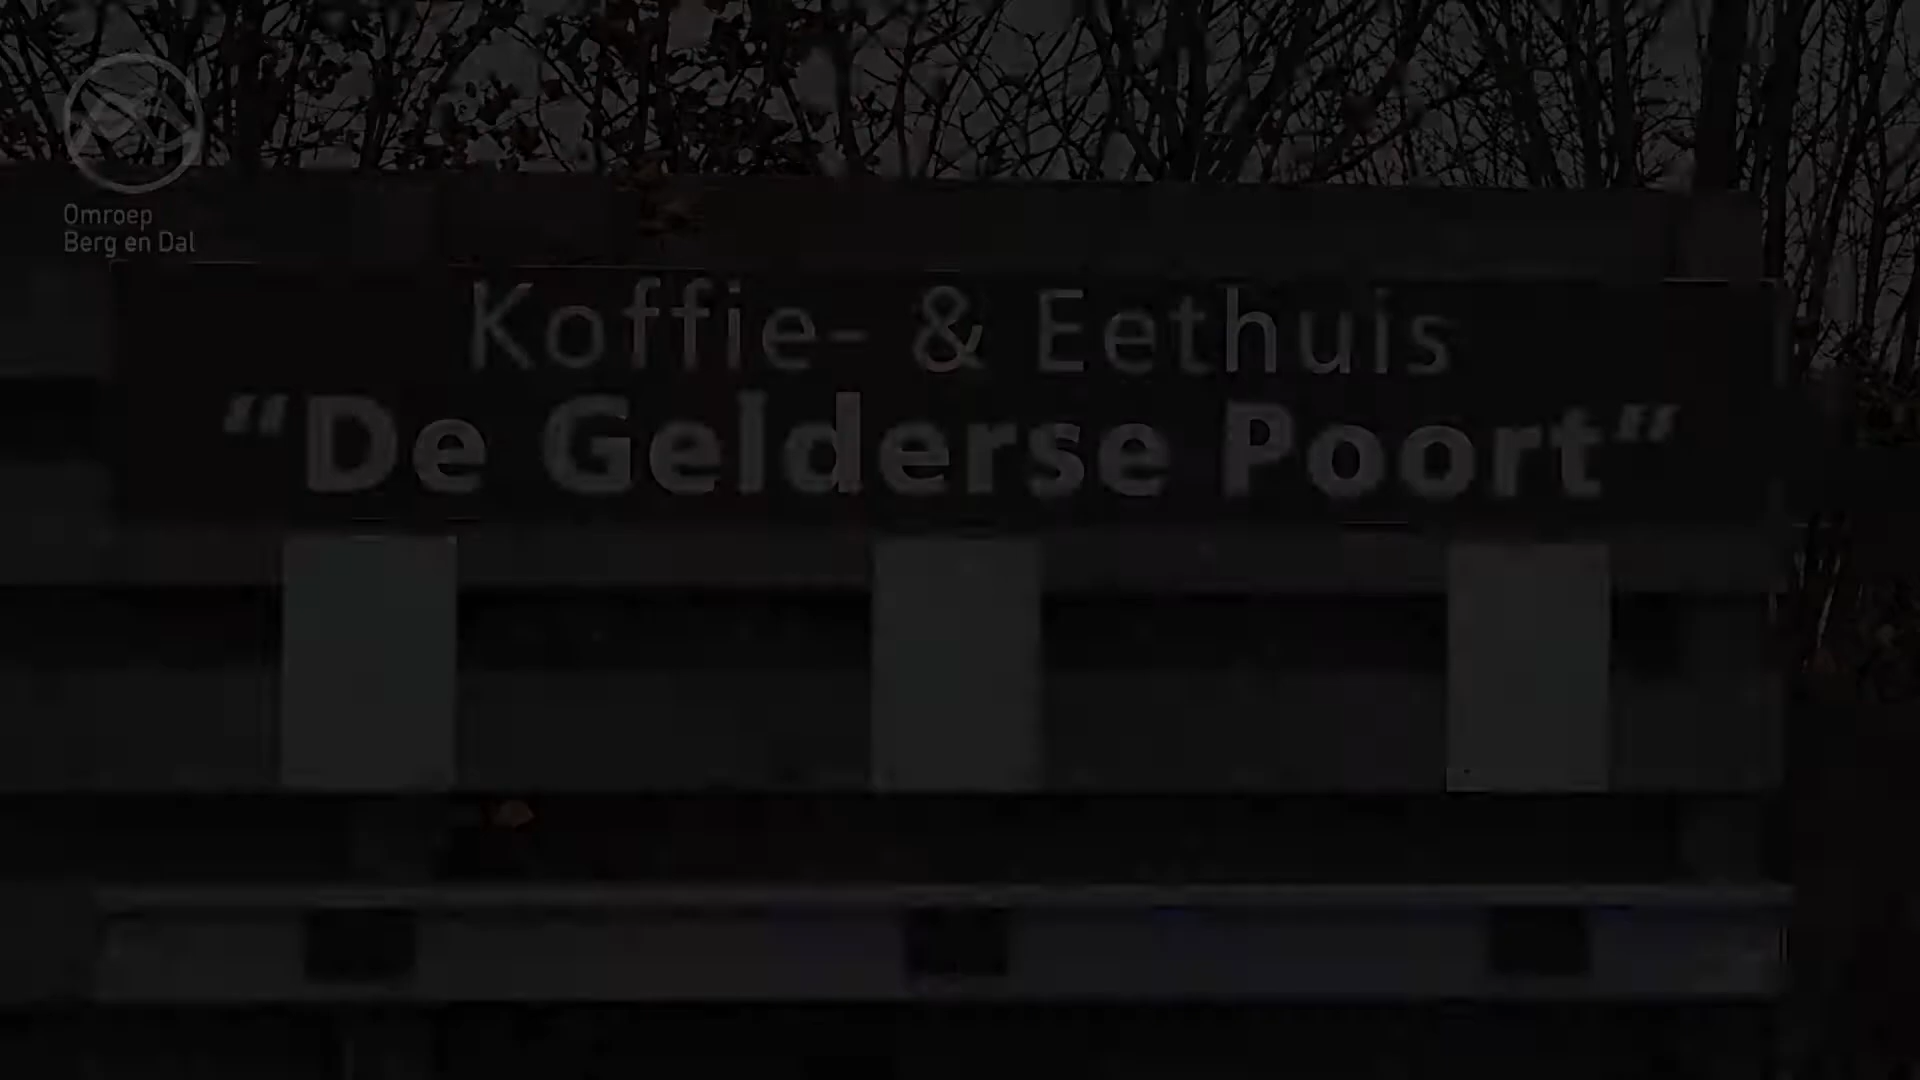 Omroep
Berg en Dal
Koffie- & Eethuis
“De Gelderse Poort“